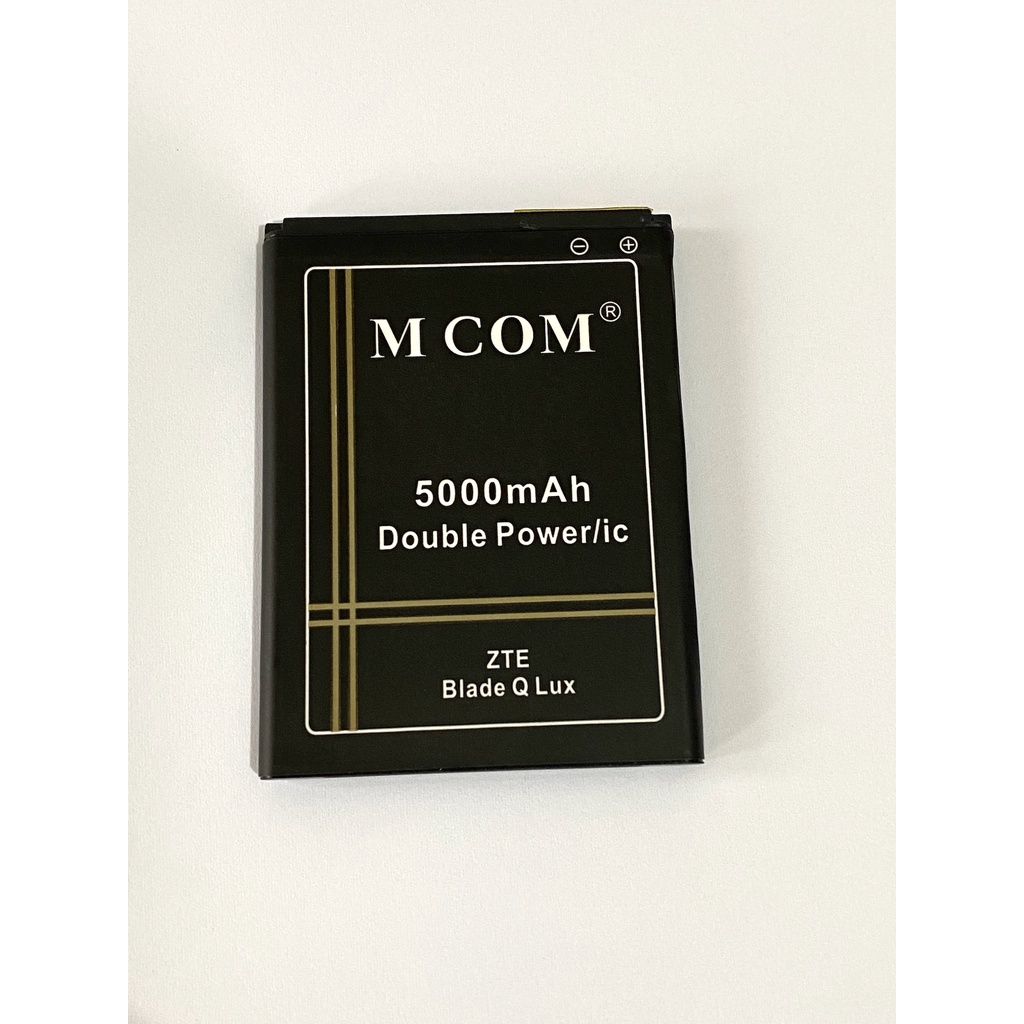 ⊖ ⊕
M COM®
5000mAh
Double Power/ic
ZTE
Blade Q Lux